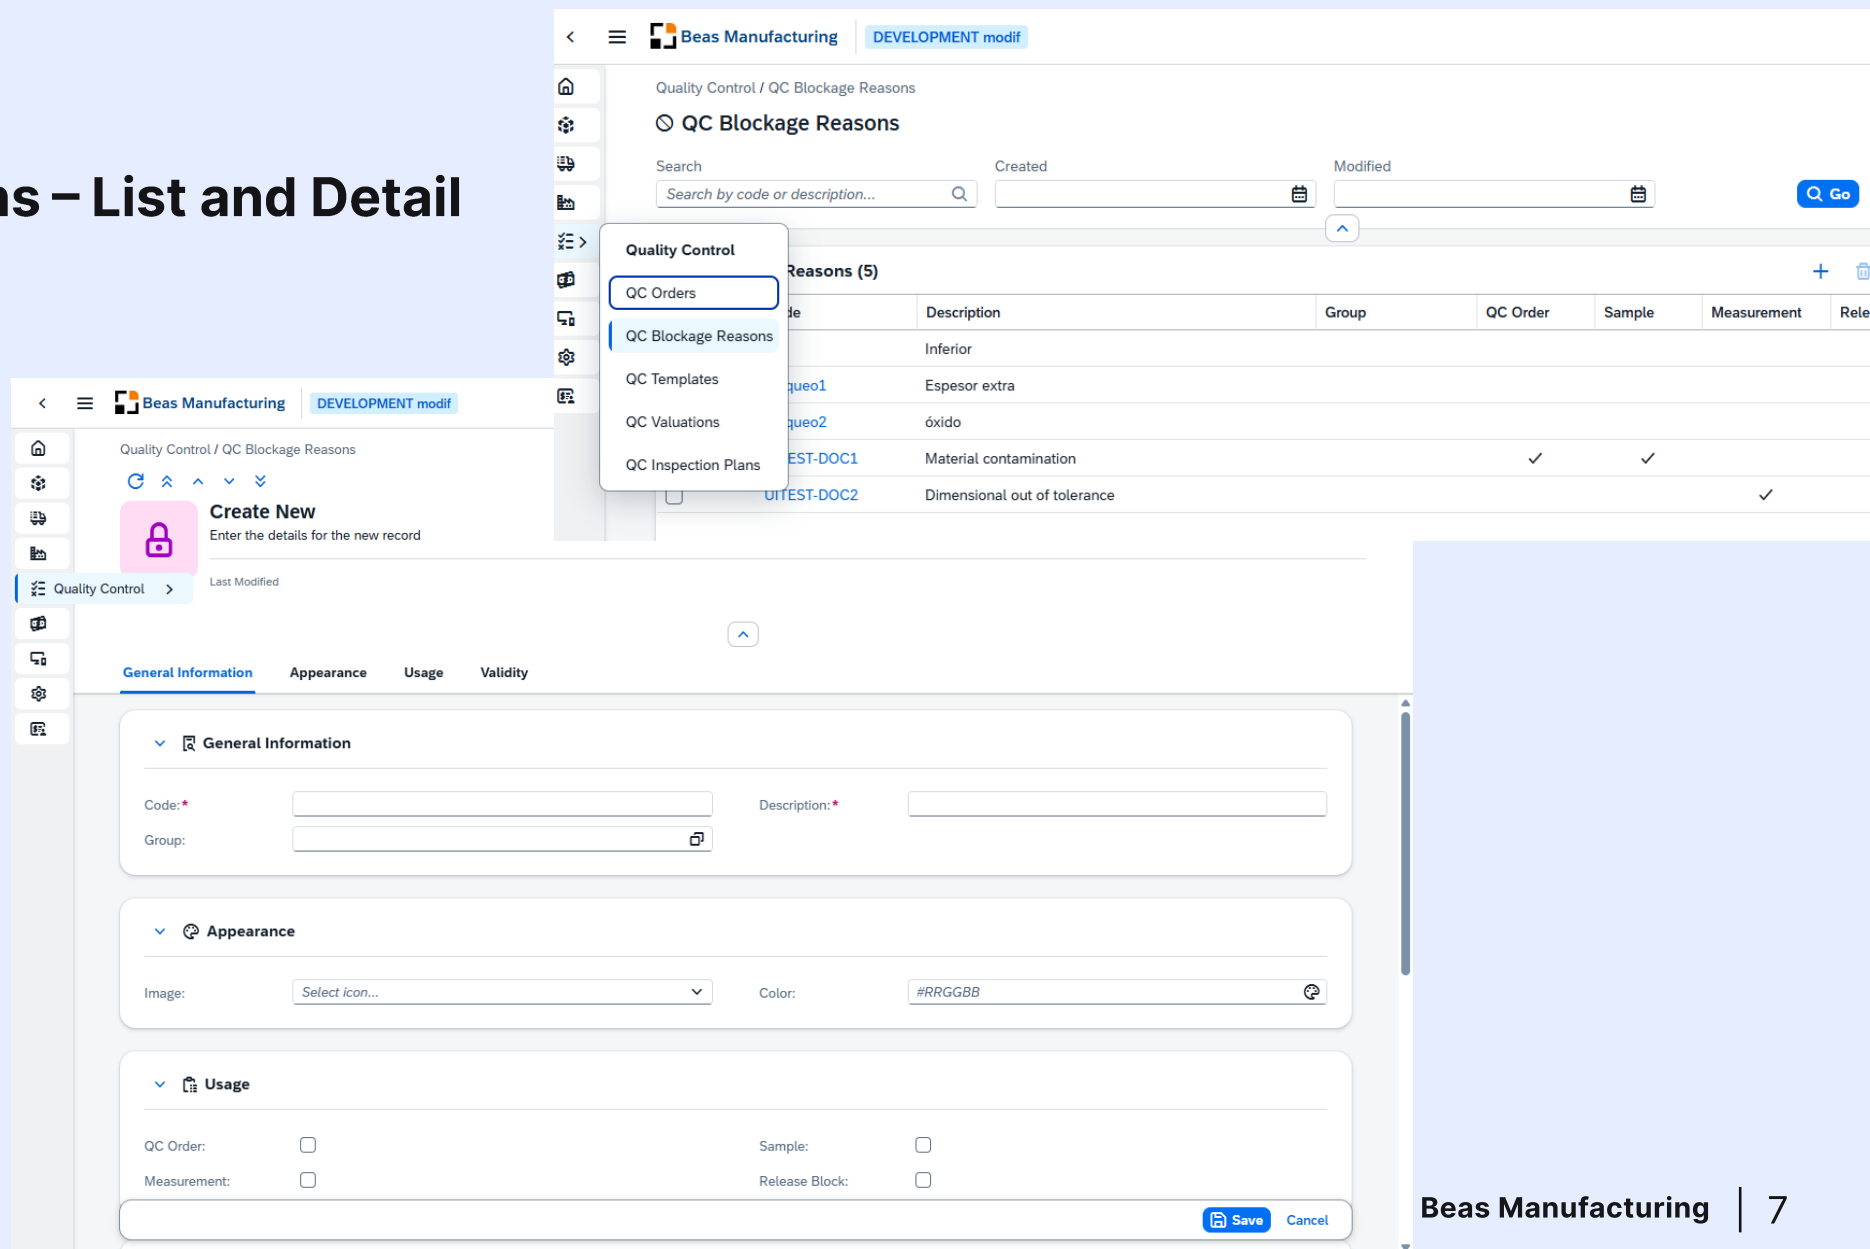 ns – List and Detail
Beas Manufacturing
DEVELOPMENT modif
Quality Control / QC Blockage Reasons
QC Blockage Reasons
Search
Created
Modified
Search by code or description...
Go
Quality Control
QC Orders
QC Blockage Reasons
QC Templates
QC Valuations
QC Inspection Plans
Reasons (5)
de
Description
Group
QC Order
Sample
Measurement
Rele
Inferior
queo1
Espesor extra
queo2
óxido
EST-DOC1
Material contamination
UITEST-DOC2
Dimensional out of tolerance
Beas Manufacturing
DEVELOPMENT modif
Quality Control / QC Blockage Reasons
Create New
Enter the details for the new record
Last Modified
Quality Control
General Information
Appearance
Usage
Validity
General Information
Code:*
Description:*
Group:
Appearance
Image:
Select icon...
Color:
#RRGGBB
Usage
QC Order:
Sample:
Measurement:
Release Block:
Save
Cancel
Beas Manufacturing
7